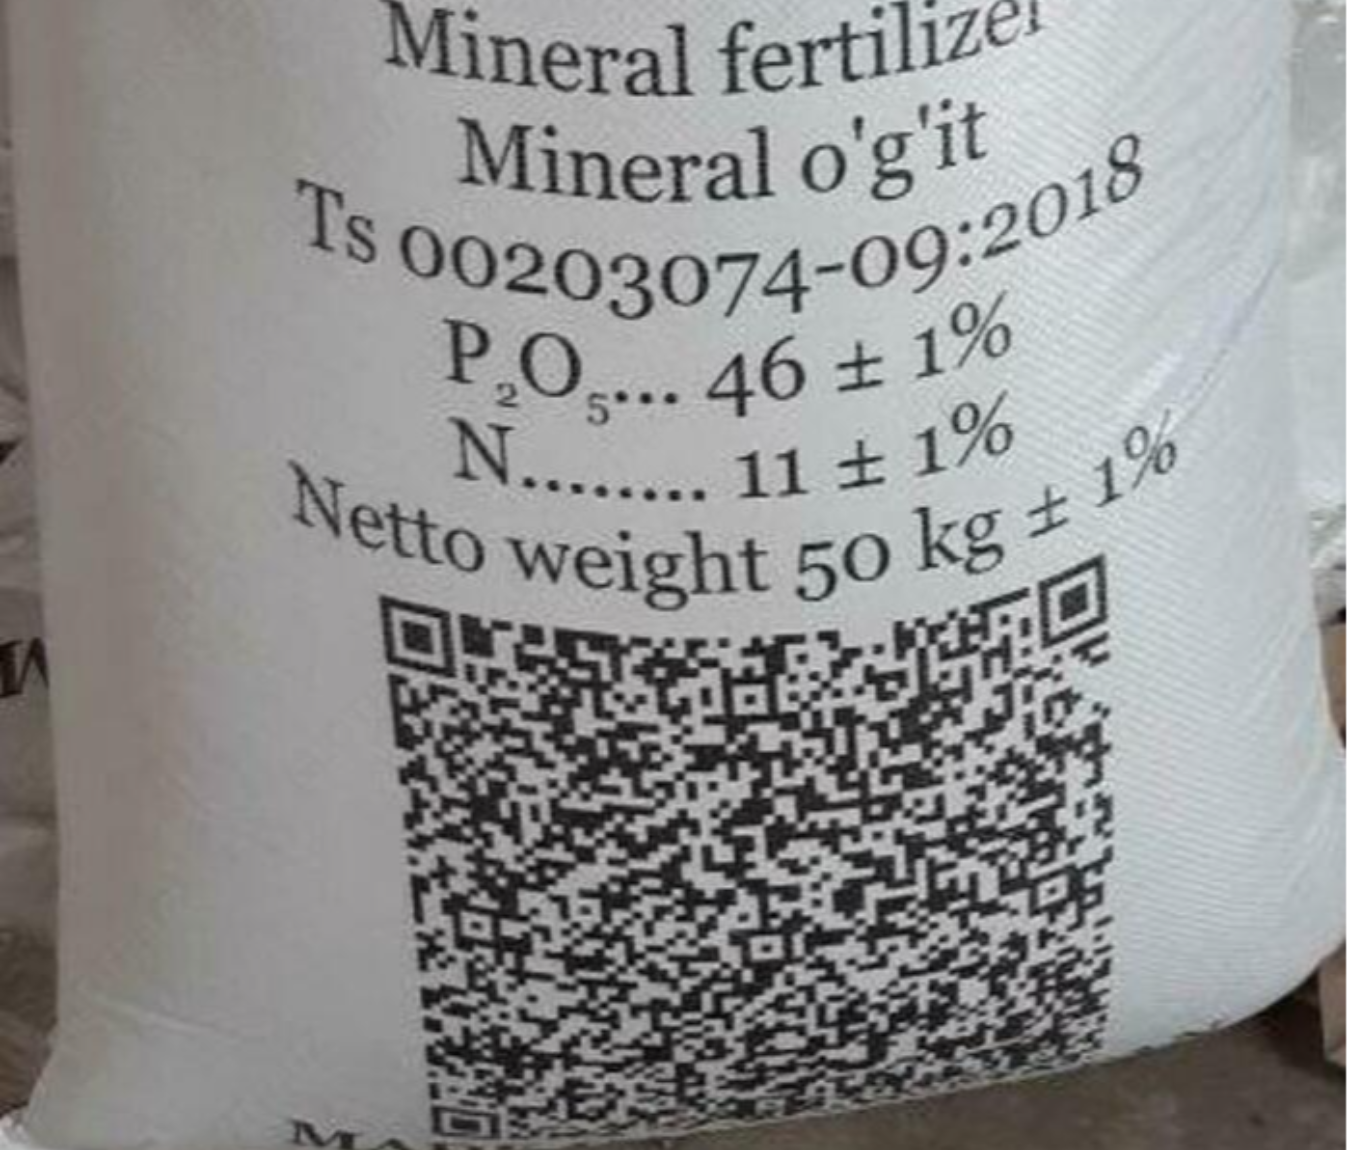 Mineral fertilizer
Mineral o'g'it
Ts 00203074-09:2018
P₂O₅... 46 ± 1%
N........ 11 ± 1%
Netto weight 50 kg ± 1%